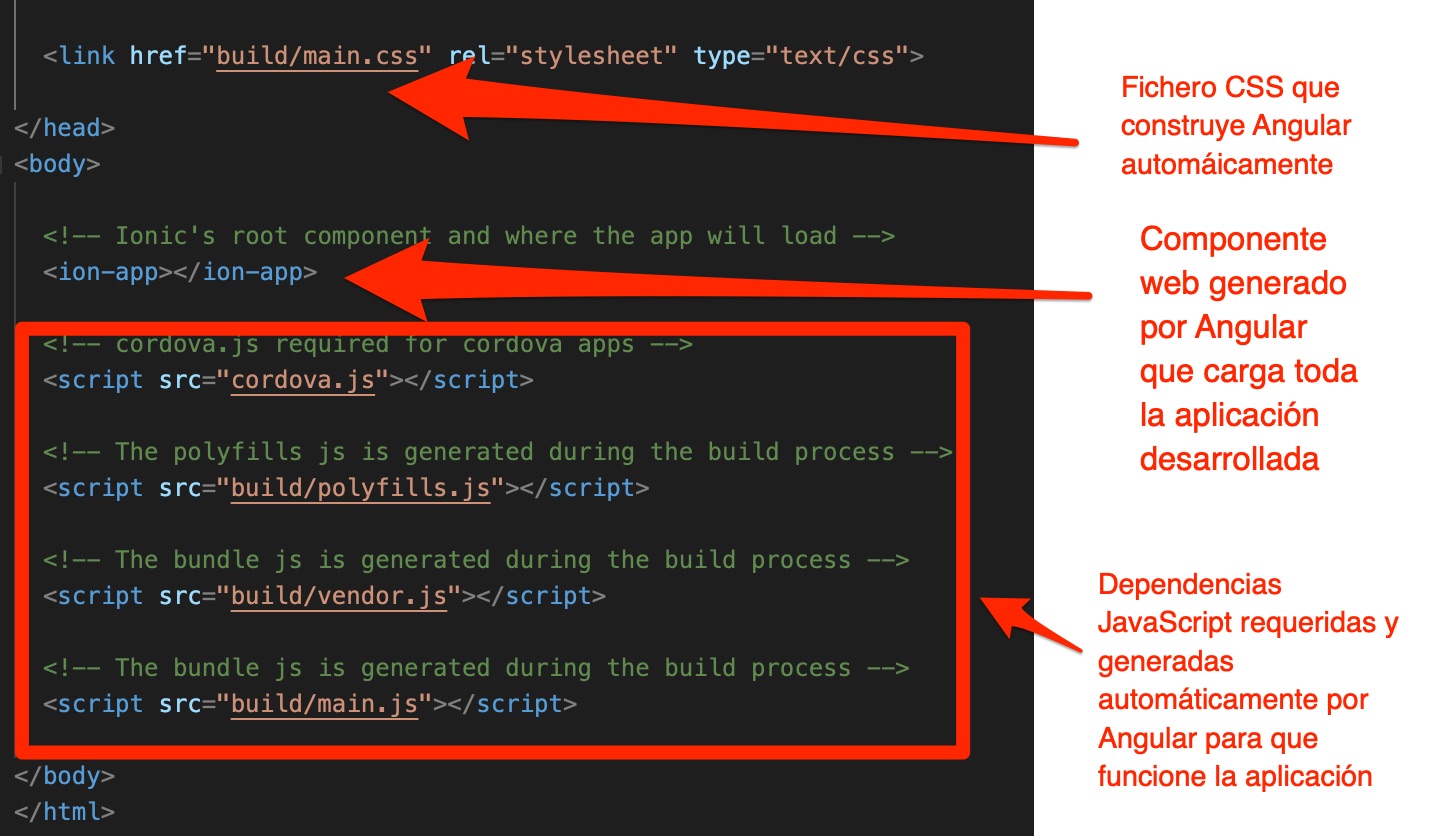 <link href="build/main.css" rel="stylesheet" type="text/css">
</head>
<body>
<!-- Ionic's root component and where the app will load -->
<ion-app></ion-app>
<!-- cordova.js required for cordova apps -->
<script src="cordova.js"></script>
<!-- The polyfills js is generated during the build process -->
<script src="build/polyfills.js"></script>
<!-- The bundle js is generated during the build process -->
<script src="build/vendor.js"></script>
<!-- The bundle js is generated during the build process -->
<script src="build/main.js"></script>
</body>
</html>
Fichero CSS que
construye Angular
automáicamente
Componente
web generado
por Angular
que carga toda
la aplicación
desarrollada
Dependencias
JavaScript requeridas y
generadas
automáticamente por
Angular para que
funcione la aplicación